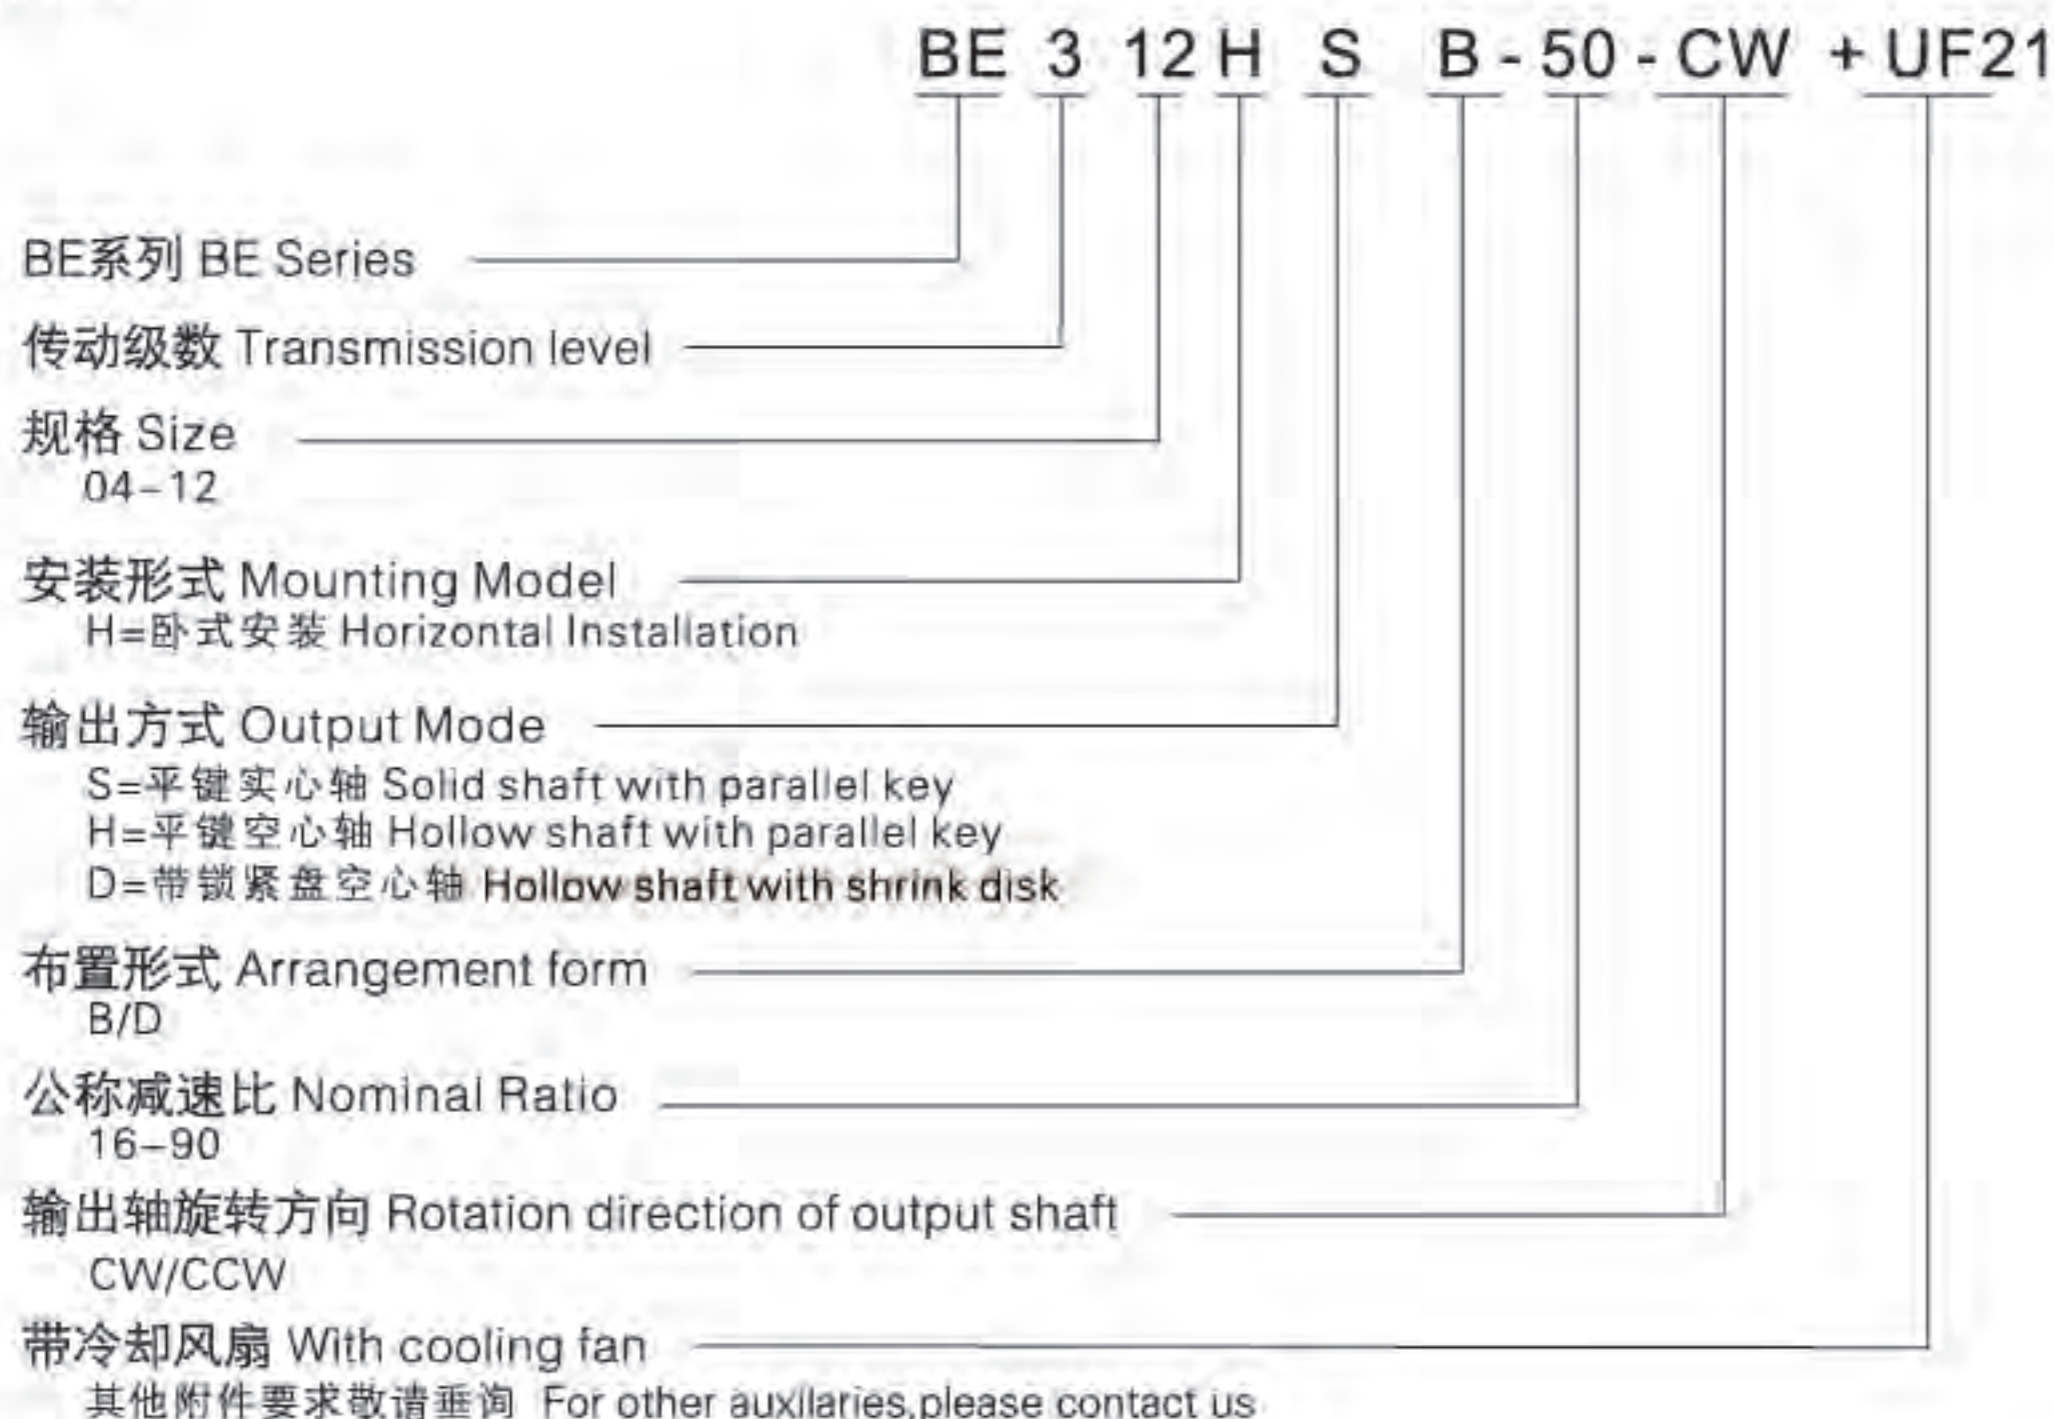 BE 3 12 H S B - 50 - CW + UF21
BE系列 BE Series
传动级数 Transmission level
规格 Size
04-12
安装形式 Mounting Model
H=卧式安装 Horizontal Installation
输出方式 Output Mode
S=平键实心轴 Solid shaft with parallel key
H=平键空心轴 Hollow shaft with parallel key
D=带锁紧盘空心轴 Hollow shaft with shrink disk
布置形式 Arrangement form
B/D
公称减速比 Nominal Ratio
16-90
输出轴旋转方向 Rotation direction of output shaft
CW/CCW
带冷却风扇 With cooling fan
其他附件要求敬请垂询 For other auxilaries,please contact us